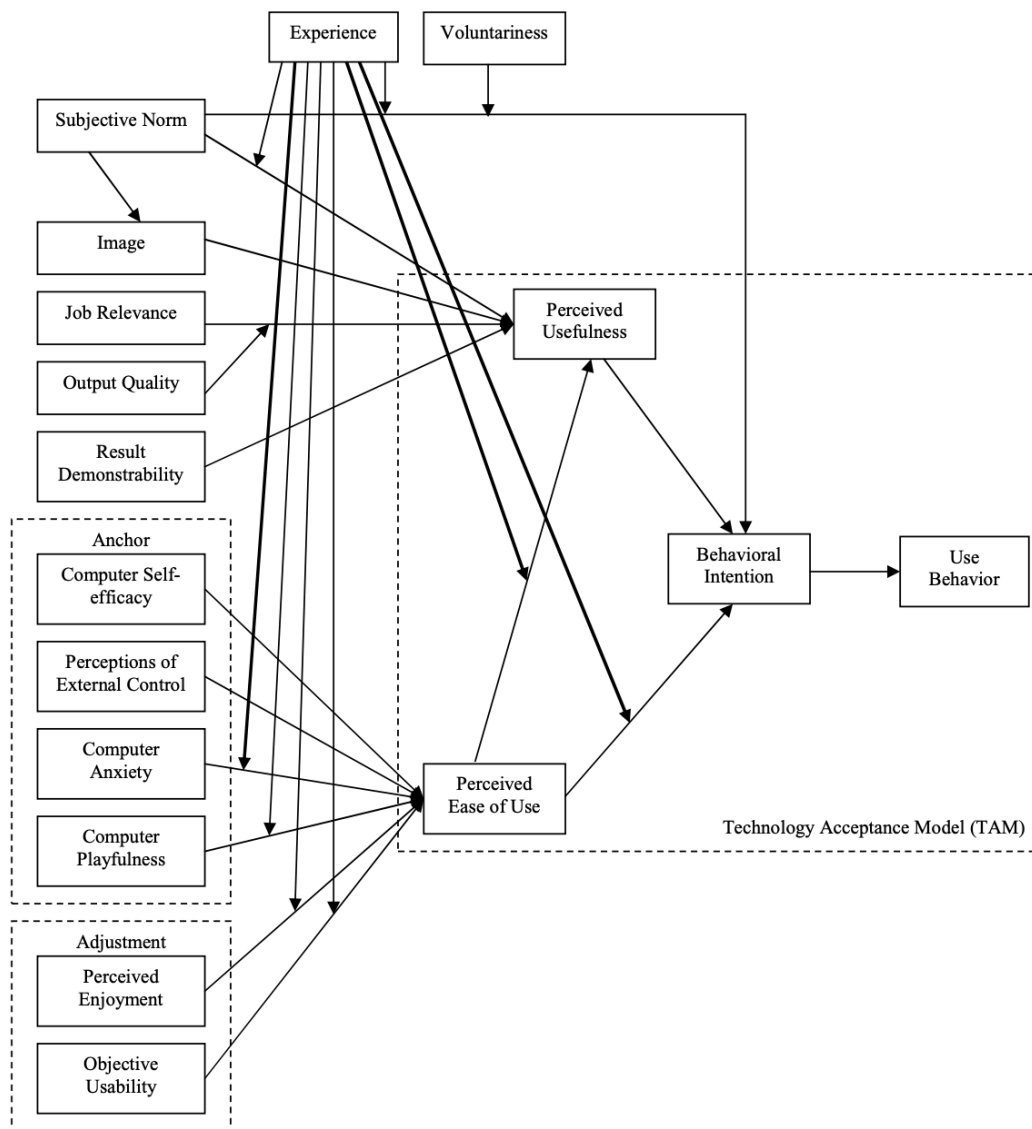 Experience
Voluntariness
Subjective Norm
Image
Job Relevance
Output Quality
Result
Demonstrability
Perceived
Usefulness
Anchor
Computer Self-
efficacy
Perceptions of
External Control
Computer
Anxiety
Computer
Playfulness
Behavioral
Intention
Use
Behavior
Perceived
Ease of Use
Technology Acceptance Model (TAM)
Adjustment
Perceived
Enjoyment
Objective
Usability